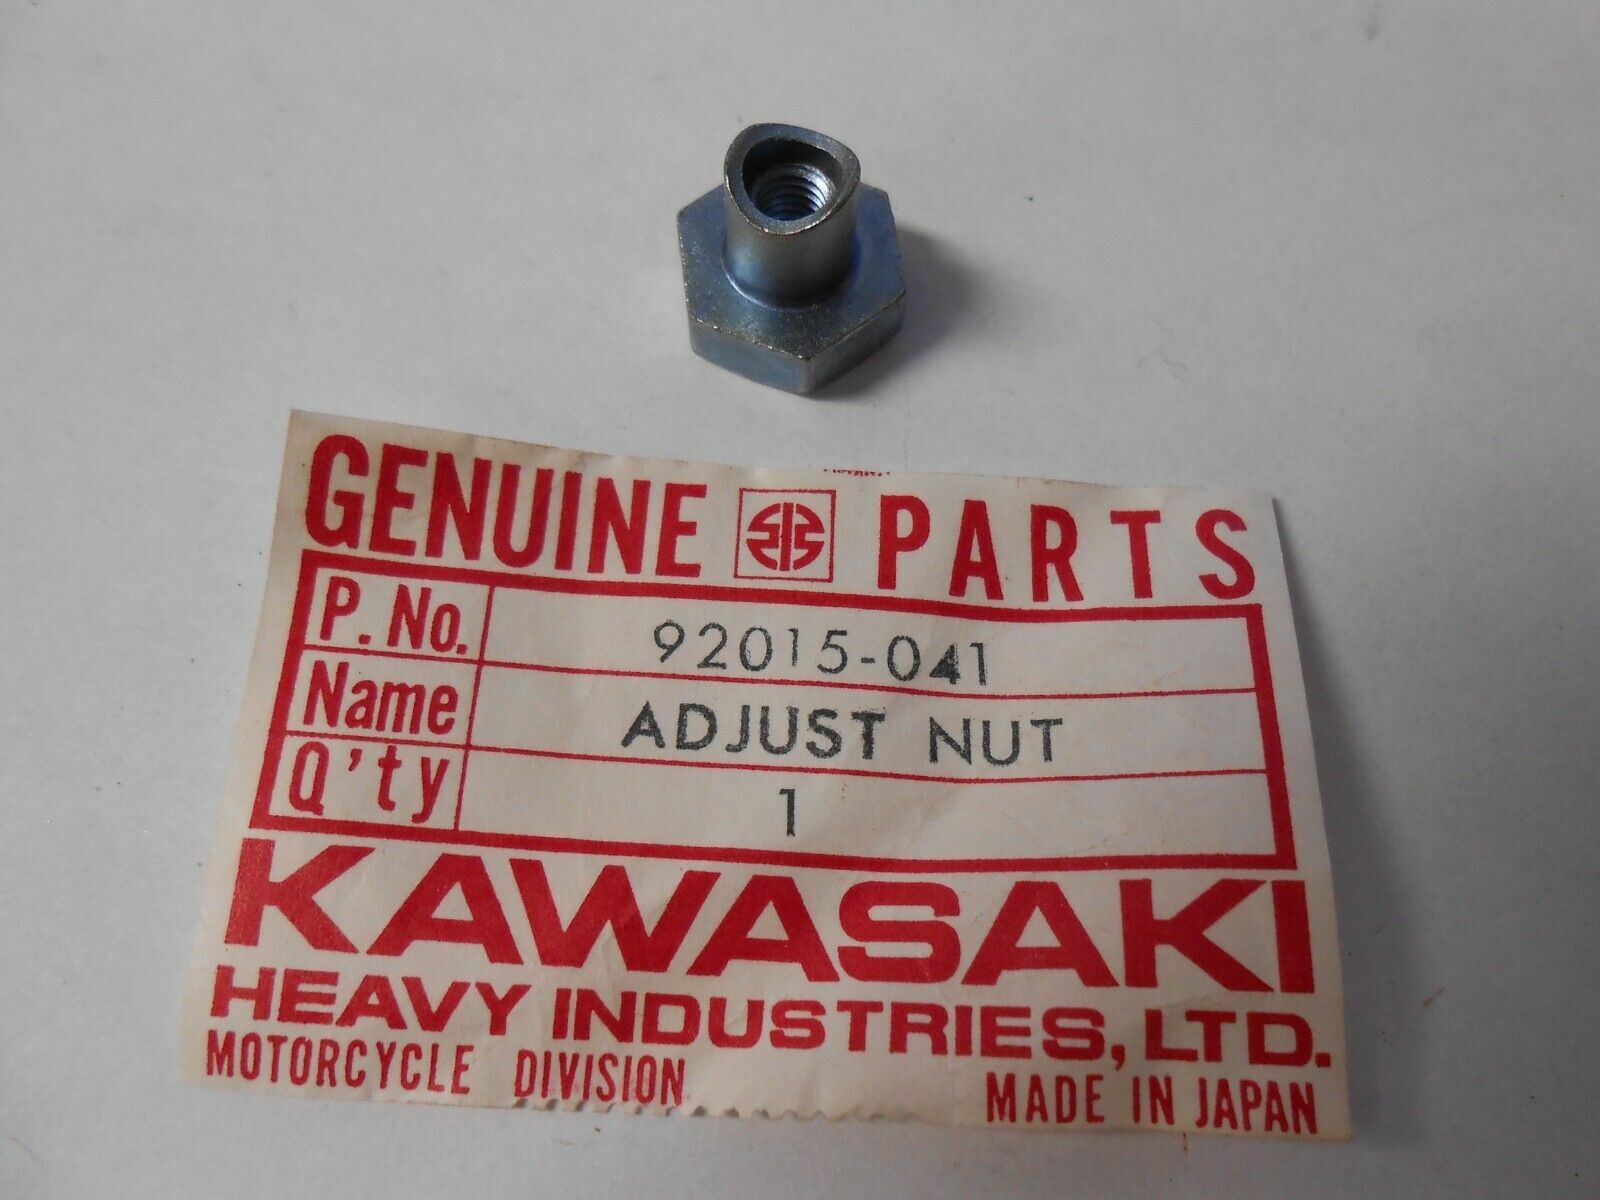 GENUINE PARTS
P. No. 92015-041
Name ADJUST NUT
Q'ty 1
KAWASAKI
HEAVY INDUSTRIES, LTD.
MOTORCYCLE DIVISION MADE IN JAPAN